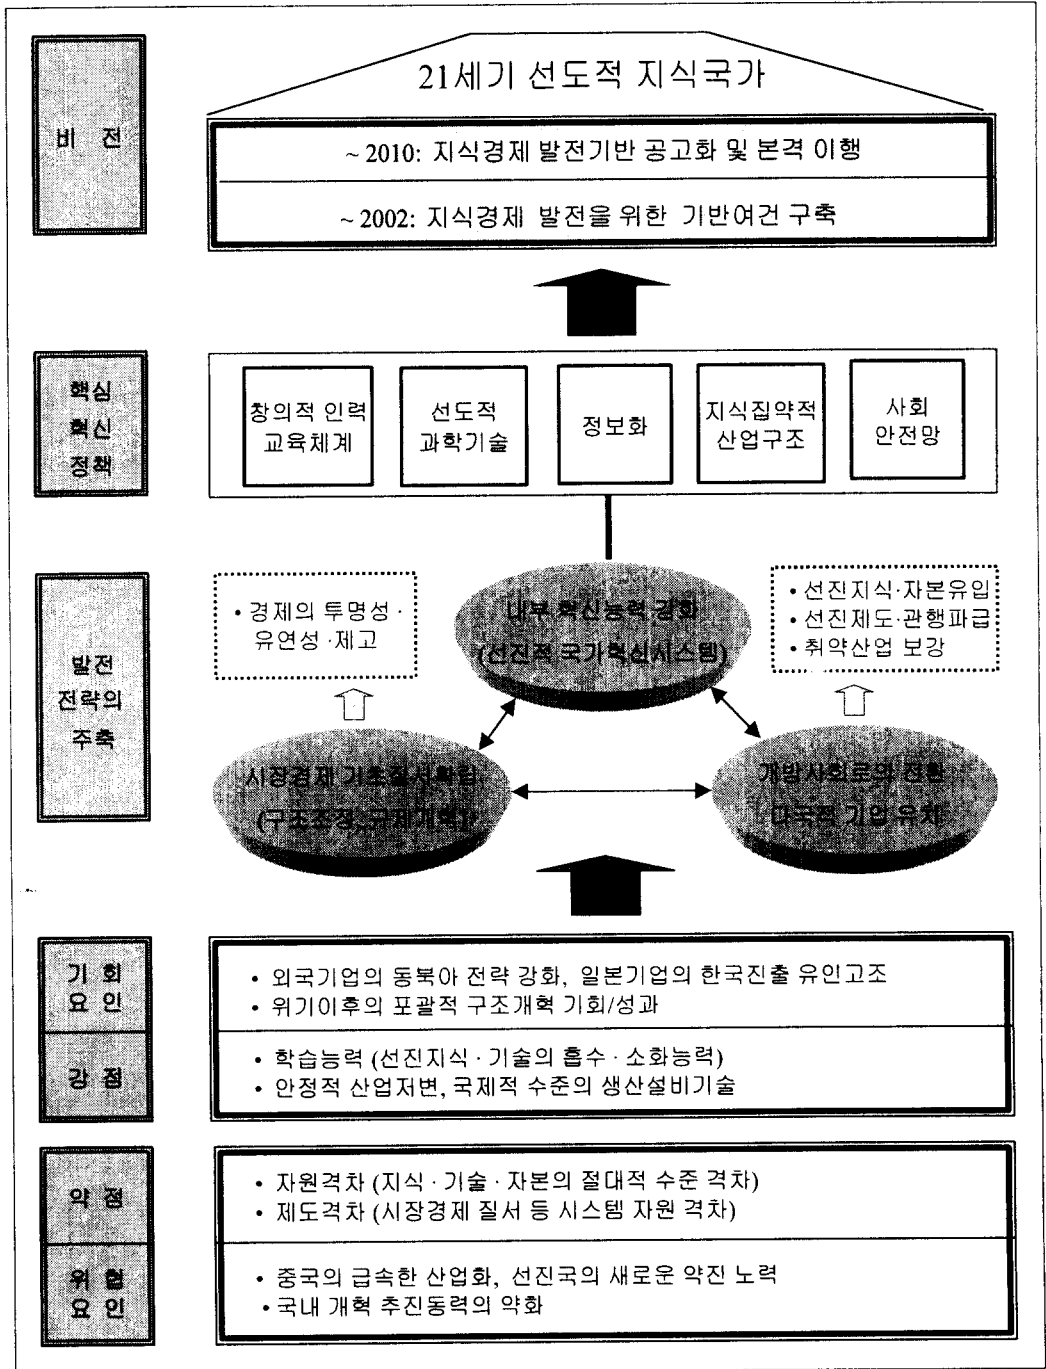 비 전
21세기 선도적 지식국가
~ 2010: 지식경제 발전기반 공고화 및 본격 이행
~ 2002: 지식경제 발전을 위한 기반여건 구축
핵심
혁신
정책
창의적 인력
교육체계
선도적
과학기술
정보화
지식집약적
산업구조
사회
안전망
발전
전략의
주축
• 경제의 투명성 ·
유연성 ·제고
내부 혁신능력 강화
(선진적 국가혁신시스템)
• 선진지식·자본유입
• 선진제도·관행파급
• 취약산업 보강
시장경제 기초질서확립
(구조조정, 규제개혁)
개방사회로의 전환
다국적 기업 유치
기 회
요 인
• 외국기업의 동북아 전략 강화, 일본기업의 한국진출 유인고조
• 위기이후의 포괄적 구조개혁 기회/성과
강 점
• 학습능력 (선진지식 · 기술의 흡수 · 소화능력)
• 안정적 산업저변, 국제적 수준의 생산설비기술
약 점
• 자원격차 (지식 · 기술 · 자본의 절대적 수준 격차)
• 제도격차 (시장경제 질서 등 시스템 자원 격차)
위 협
요 인
• 중국의 급속한 산업화, 선진국의 새로운 약진 노력
• 국내 개혁 추진동력의 약화